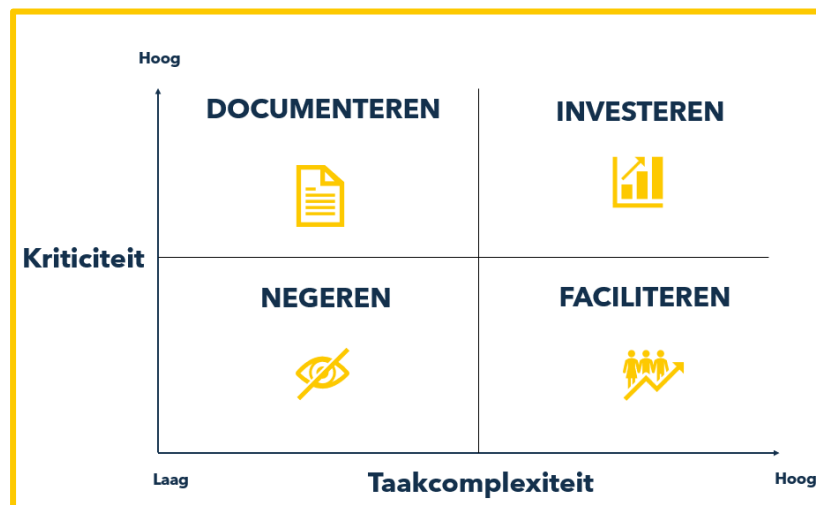 Hoog
DOCUMENTEREN
INVESTEREN
Kriticiteit
NEGEREN
FACILITEREN
Laag
Taakcomplexiteit
Hoog